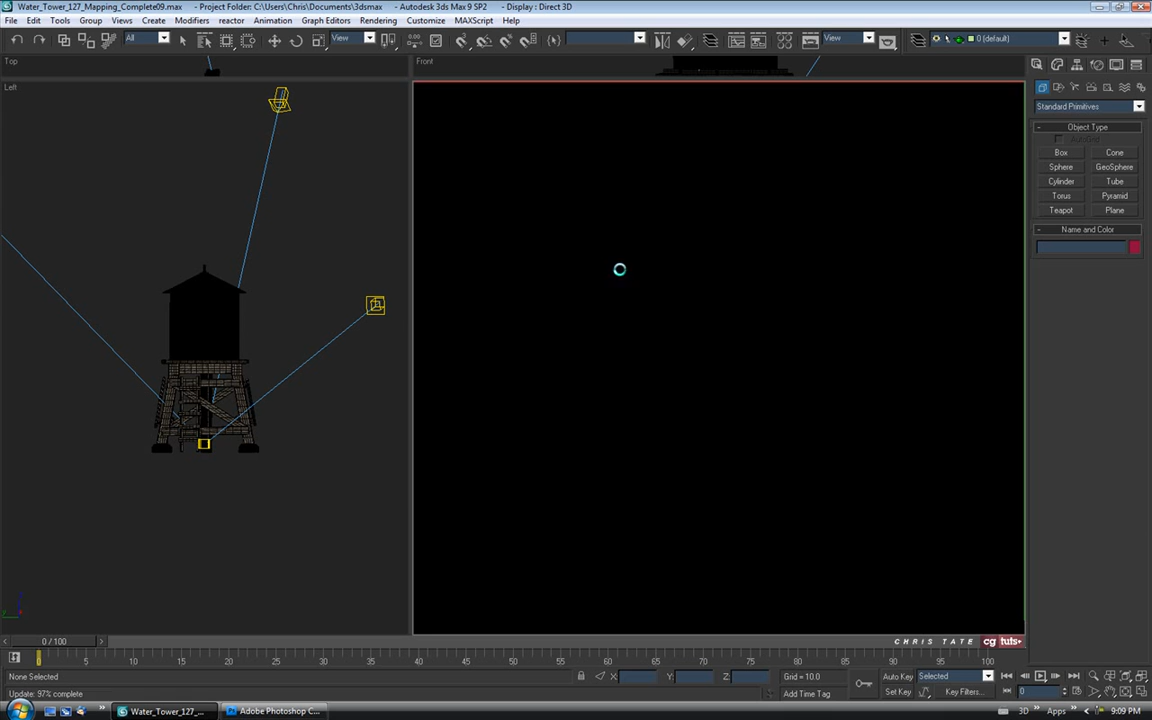 Water_Tower_127_Mapping_Complete09.max - Project Folder: C:\Users\Chris\Documents\3dsmax - Autodesk 3ds Max 9 SP2 - Display : Direct 3D
File Edit Tools Group Views Create Modifiers reactor Animation Graph Editors Rendering Customize MAXScript Help
All View View 0 (default)
Top Front
Left
Standard Primitives
- Object Type
AutoGrid
Box Cone
Sphere GeoSphere
Cylinder Tube
Torus Pyramid
Teapot Plane
- Name and Color
CHRIS TATE cg tuts+
< 0 / 100 >
0 5 10 15 20 25 30 35 40 45 50 55 60 65 70 75 80 85 90 95 100
None Selected X: Y: Z: Grid = 10.0 Auto Key Selected
Update: 97% complete Add Time Tag Set Key Key Filters... 0
Water_Tower_127_... Adobe Photoshop C... 3D » Apps » 9:09 PM